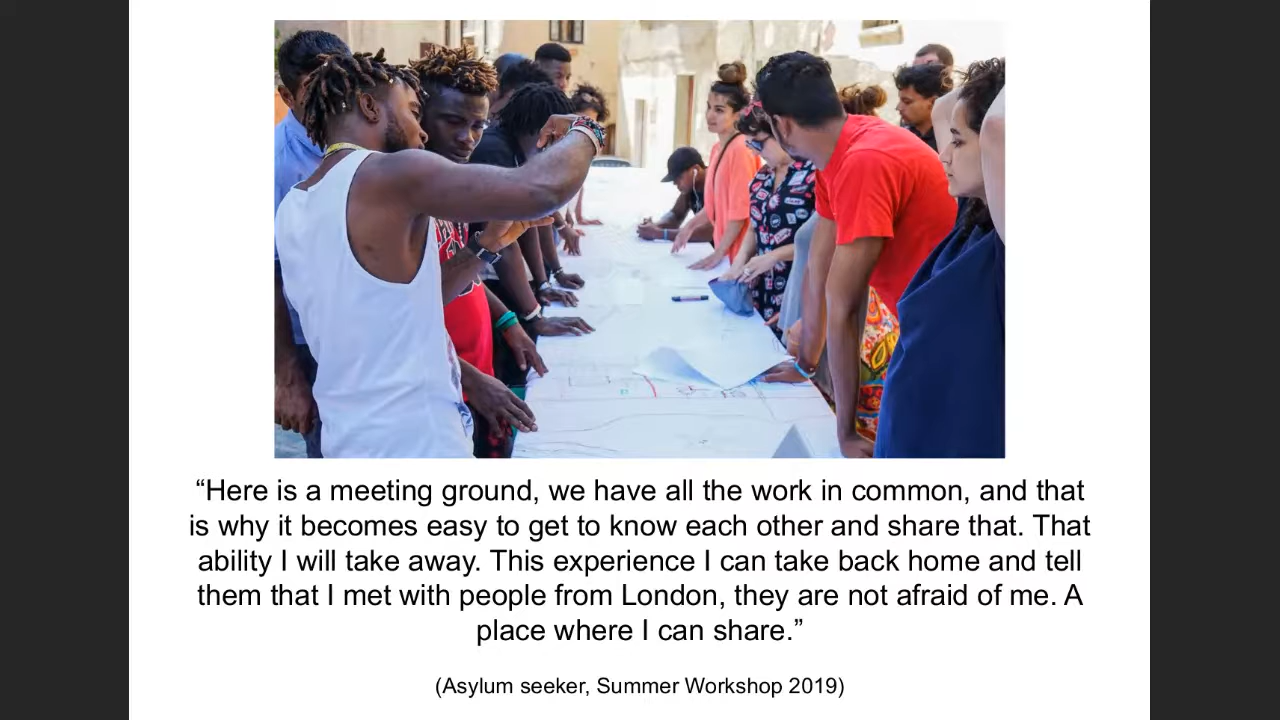 “Here is a meeting ground, we have all the work in common, and that
is why it becomes easy to get to know each other and share that. That
ability I will take away. This experience I can take back home and tell
them that I met with people from London, they are not afraid of me. A
place where I can share.”
(Asylum seeker, Summer Workshop 2019)